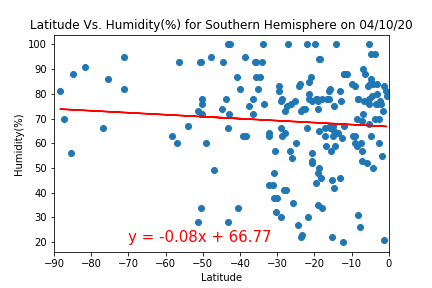 Latitude Vs. Humidity(%) for Southern Hemisphere on 04/10/20
100
90
80
70
60
50
40
30
20
Humidity(%)
y = -0.08x + 66.77
−90 −80 −70 −60 −50 −40 −30 −20 −10 0
Latitude